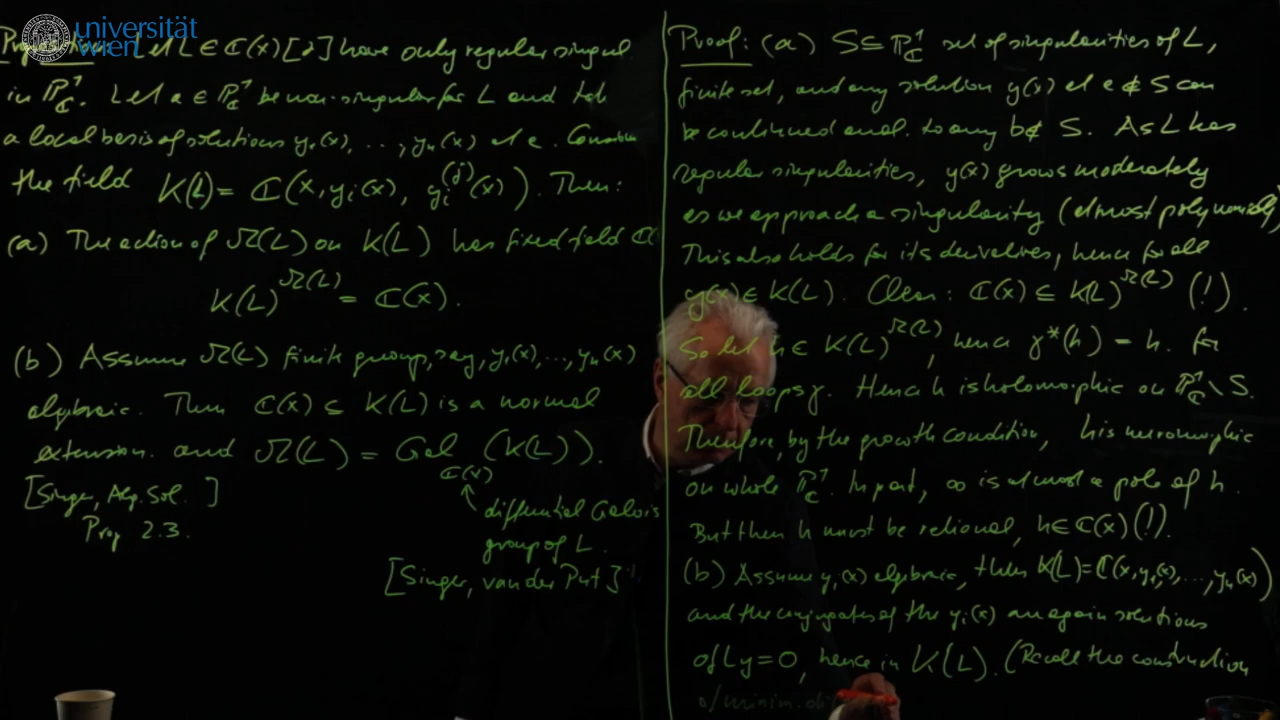 universität
wien
Let L ∈ ℂ(x)[∂] have only regular singul
in ℙ¹_ℂ. Let a ∈ ℙ¹_ℂ be non-singular for L and tak
a local basis of solutions y₁(x), ..., yₙ(x) at a. Consider
the field K(L) = ℂ(x, yᵢ(x), yᵢ^(j)(x)). Then:
(a) The action of π(L) on K(L) has fixed field ℂ(
K(L)^π(L) = ℂ(x).
(b) Assume π(L) finite group, say, y₁(x), ..., yₙ(x)
algebraic. Then ℂ(x) ⊆ K(L) is a normal
extension and π(L) = Gal_ℂ(x) (K(L)).
[Singer, Alg. Sol. ]
Prop 2.3.
↑ differential Galois
group of L.
[Singer, van der Put]
Proof: (a) S ⊆ ℙ¹_ℂ set of singularities of L,
finite set, and any solution y(x) at a ∉ S can
be continued anal. to any b ∉ S. As L has
regular singularities, y(x) grows moderately
as we approach a singularity (almost polynomially)
This also holds for its derivatives, hence for all
y(x) ∈ K(L). Clear: ℂ(x) ⊆ K(L)^π(L) (!).
So let h ∈ K(L)^π(L), hence γ*(h) = h. for
all loops γ. Hence h is holomorphic on ℙ¹_ℂ \ S.
Therefore, by the growth condition, h is meromorphic
on whole ℙ¹_ℂ. In part, ∞ is at most a pole of h.
But then h must be rational, h ∈ ℂ(x) (!).
(b) Assume yᵢ(x) algebraic, then K(L) = ℂ(x, y₁(x), ..., yₙ(x))
and the conjugates of the yᵢ(x) are again solutions
of Ly = 0, hence in K(L). (Recall the construction
of minim. di